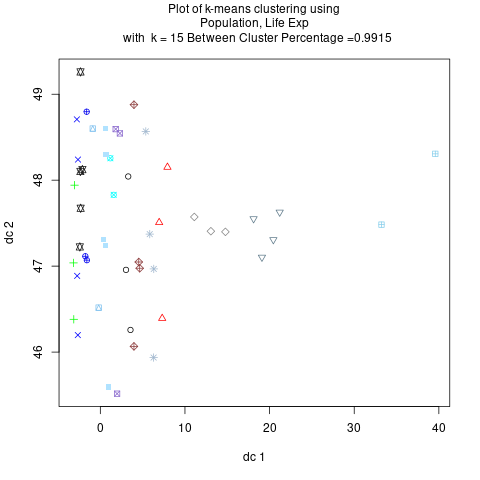 Plot of k-means clustering using
Population, Life Exp
with k = 15 Between Cluster Percentage =0.9915
49
48
47
46
dc 2
0 10 20 30 40
dc 1